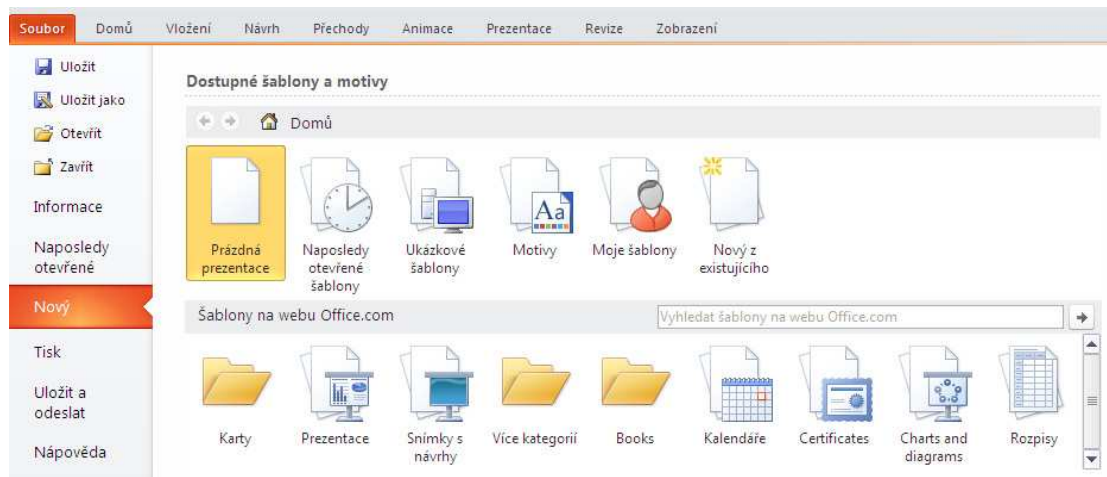 Soubor Domů Vložení Návrh Přechody Animace Prezentace Revize Zobrazení
Uložit
Uložit jako
Otevřít
Zavřít
Informace
Naposledy
otevřené
Nový
Tisk
Uložit a
odeslat
Nápověda
Dostupné šablony a motivy
Domů
Prázdná
prezentace
Naposledy
otevřené
šablony
Ukázkové
šablony
Aa
Motivy
Moje šablony
Nový z
existujícího
Šablony na webu Office.com
Vyhledat šablony na webu Office.com
Karty
Prezentace
Snímky s
návrhy
Více kategorií
Books
Kalendáře
Certificates
Charts and
diagrams
Rozpisy